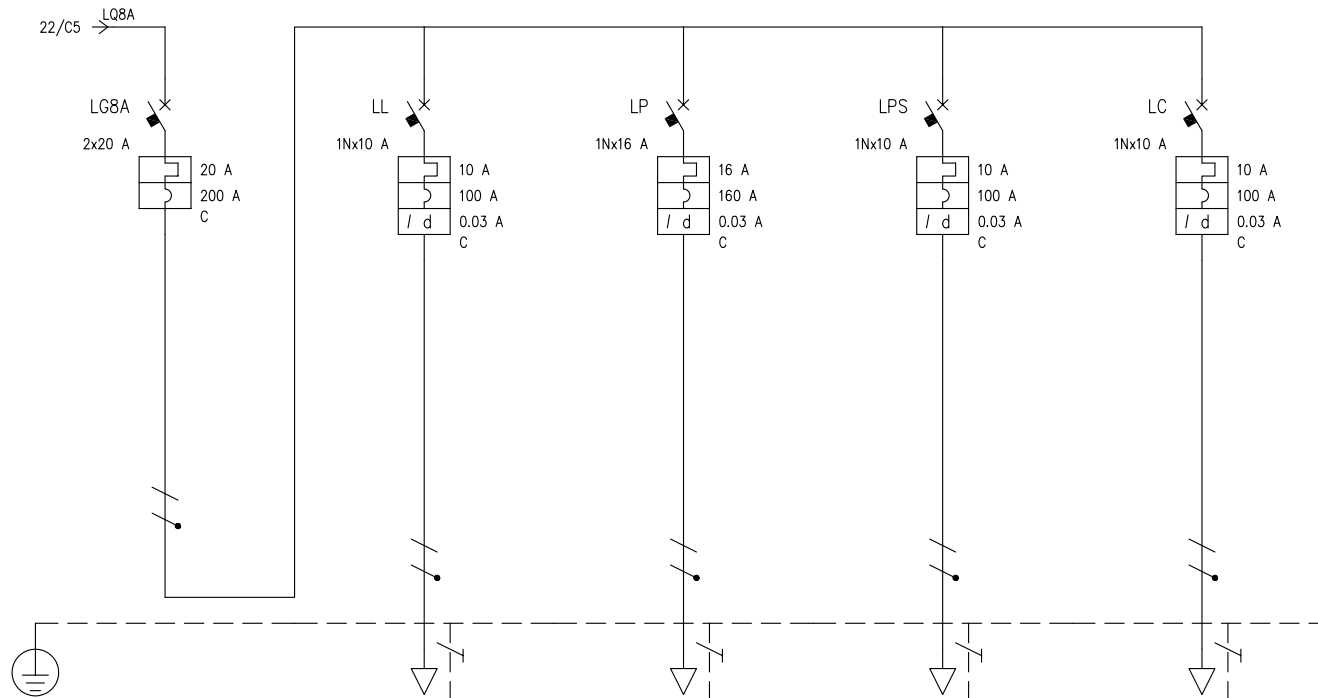 22/C5
LQ8A
LG8A
2x20 A
20 A
200 A
C
LL
1Nx10 A
10 A
100 A
I d
0.03 A
C
LP
1Nx16 A
16 A
160 A
I d
0.03 A
C
LPS
1Nx10 A
10 A
100 A
I d
0.03 A
C
LC
1Nx10 A
10 A
100 A
I d
0.03 A
C